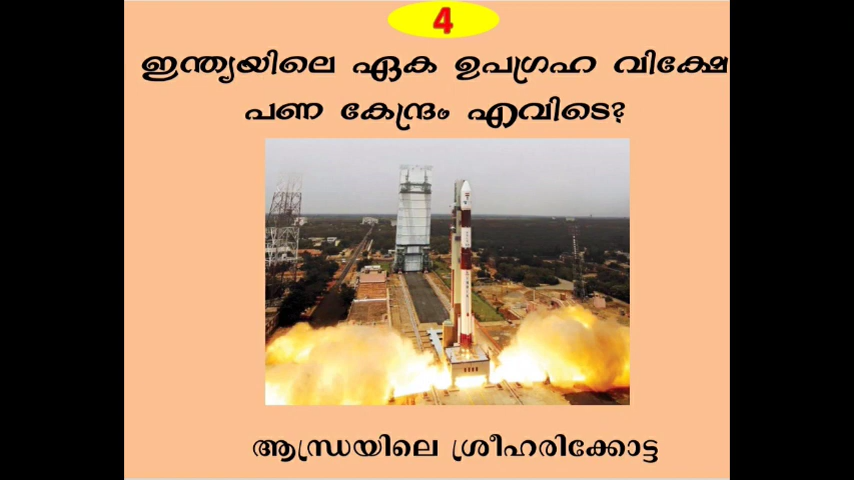 4
ഇന്ത്യയിലെ ഏക ഉപഗ്രഹ വിക്ഷേ
പണ കേന്ദ്രം എവിടെ?
ആന്ധ്രയിലെ ശ്രീഹരിക്കോട്ട